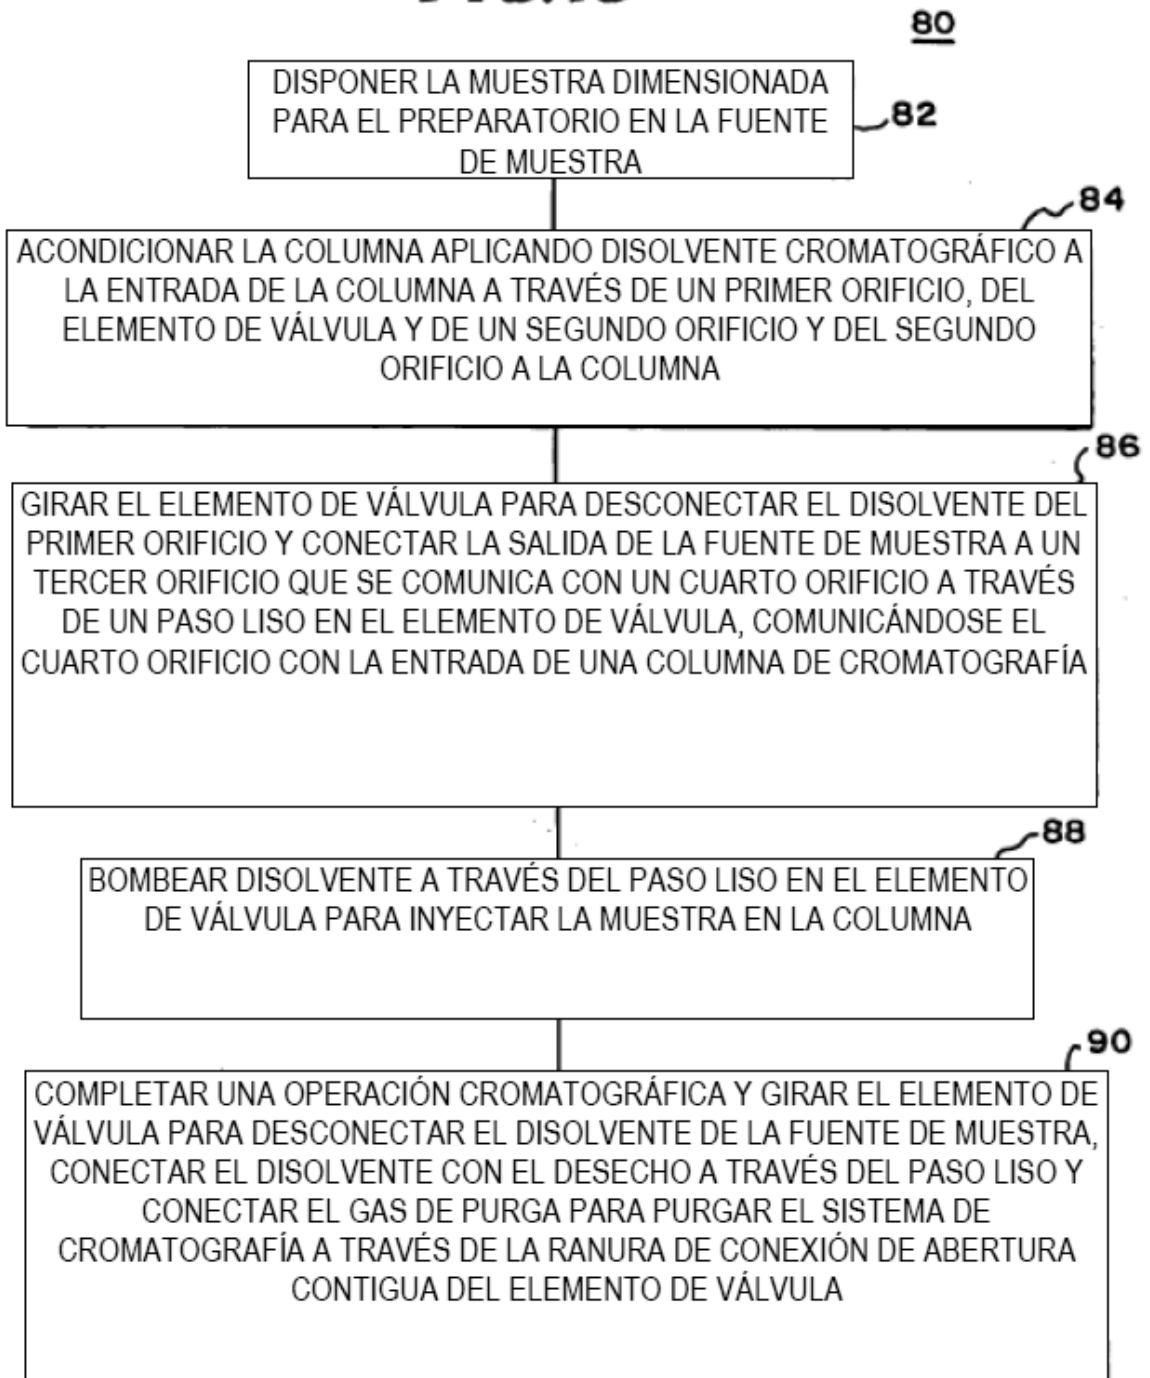 80
DISPONER LA MUESTRA DIMENSIONADA
PARA EL PREPARATORIO EN LA FUENTE
DE MUESTRA
82
84
ACONDICIONAR LA COLUMNA APLICANDO DISOLVENTE CROMATOGRÁFICO A
LA ENTRADA DE LA COLUMNA A TRAVÉS DE UN PRIMER ORIFICIO, DEL
ELEMENTO DE VÁLVULA Y DE UN SEGUNDO ORIFICIO Y DEL SEGUNDO
ORIFICIO A LA COLUMNA
86
GIRAR EL ELEMENTO DE VÁLVULA PARA DESCONECTAR EL DISOLVENTE DEL
PRIMER ORIFICIO Y CONECTAR LA SALIDA DE LA FUENTE DE MUESTRA A UN
TERCER ORIFICIO QUE SE COMUNICA CON UN CUARTO ORIFICIO A TRAVÉS
DE UN PASO LISO EN EL ELEMENTO DE VÁLVULA, COMUNICÁNDOSE EL
CUARTO ORIFICIO CON LA ENTRADA DE UNA COLUMNA DE CROMATOGRAFÍA
88
BOMBEAR DISOLVENTE A TRAVÉS DEL PASO LISO EN EL ELEMENTO
DE VÁLVULA PARA INYECTAR LA MUESTRA EN LA COLUMNA
90
COMPLETAR UNA OPERACIÓN CROMATOGRÁFICA Y GIRAR EL ELEMENTO DE
VÁLVULA PARA DESCONECTAR EL DISOLVENTE DE LA FUENTE DE MUESTRA,
CONECTAR EL DISOLVENTE CON EL DESECHO A TRAVÉS DEL PASO LISO Y
CONECTAR EL GAS DE PURGA PARA PURGAR EL SISTEMA DE
CROMATOGRAFÍA A TRAVÉS DE LA RANURA DE CONEXIÓN DE ABERTURA
CONTIGUA DEL ELEMENTO DE VÁLVULA